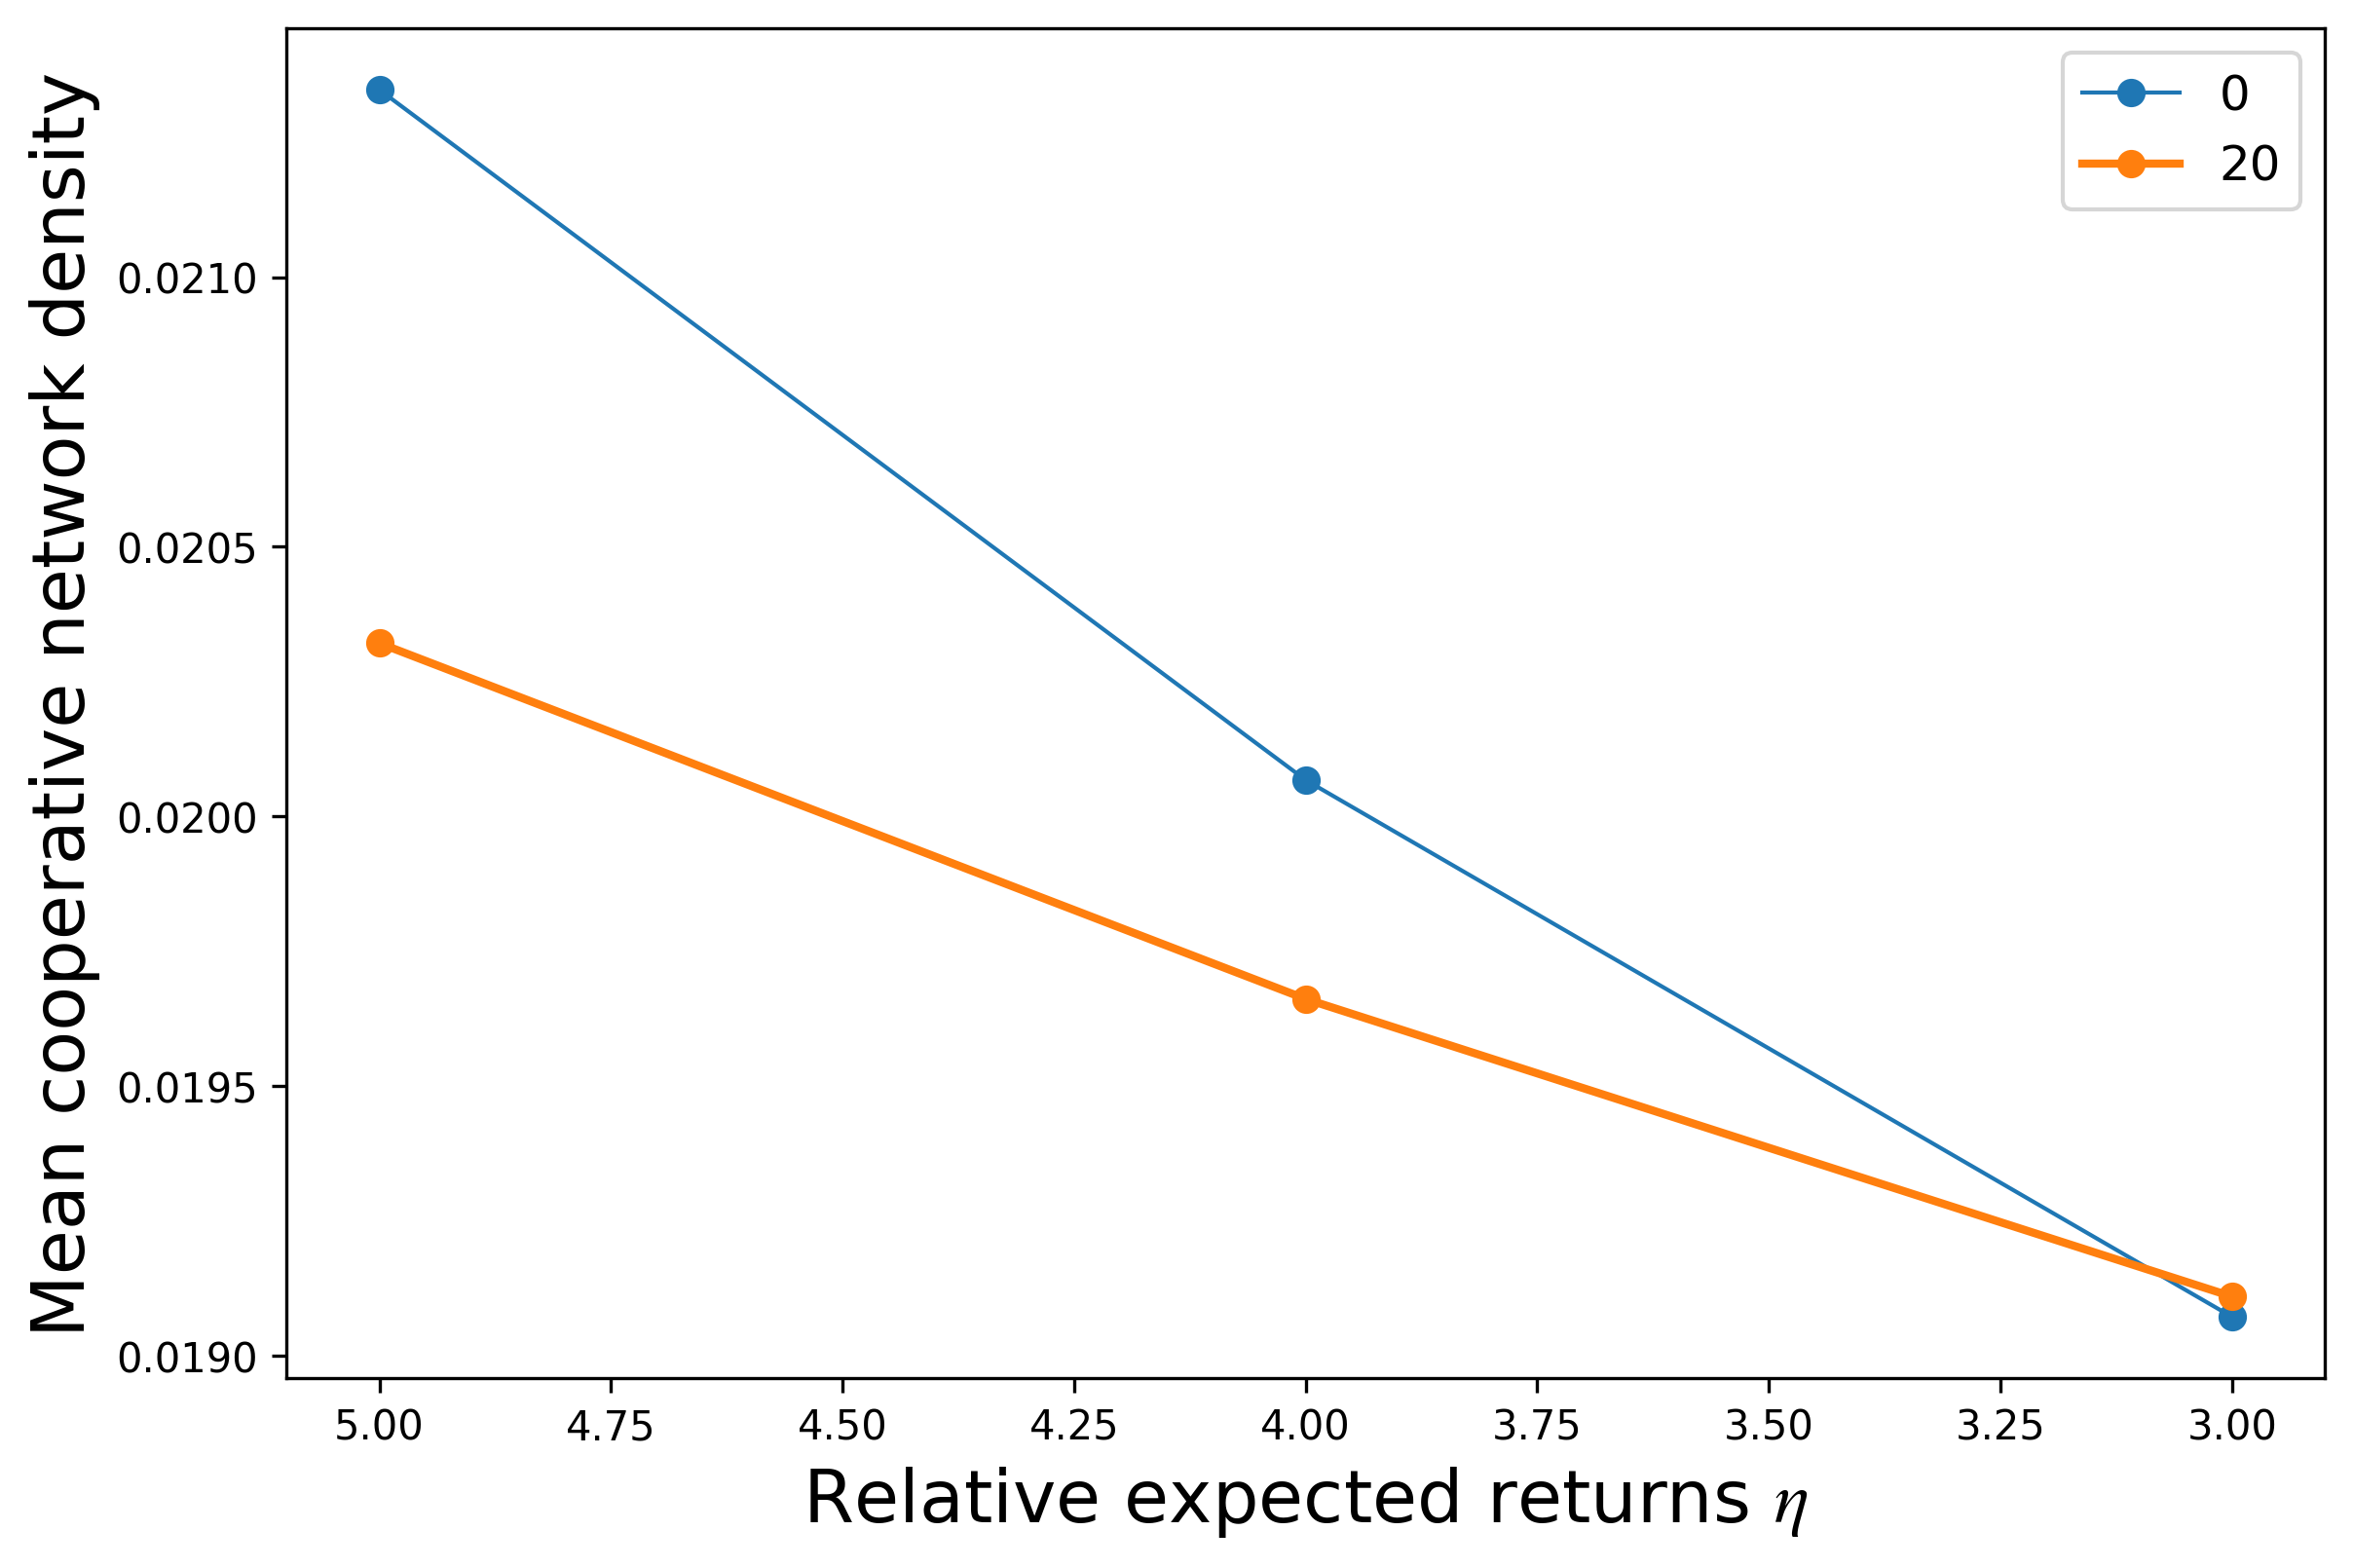 Mean cooperative network density
0.0210
0.0205
0.0200
0.0195
0.0190
0
20
5.00 4.75 4.50 4.25 4.00 3.75 3.50 3.25 3.00
Relative expected returns η